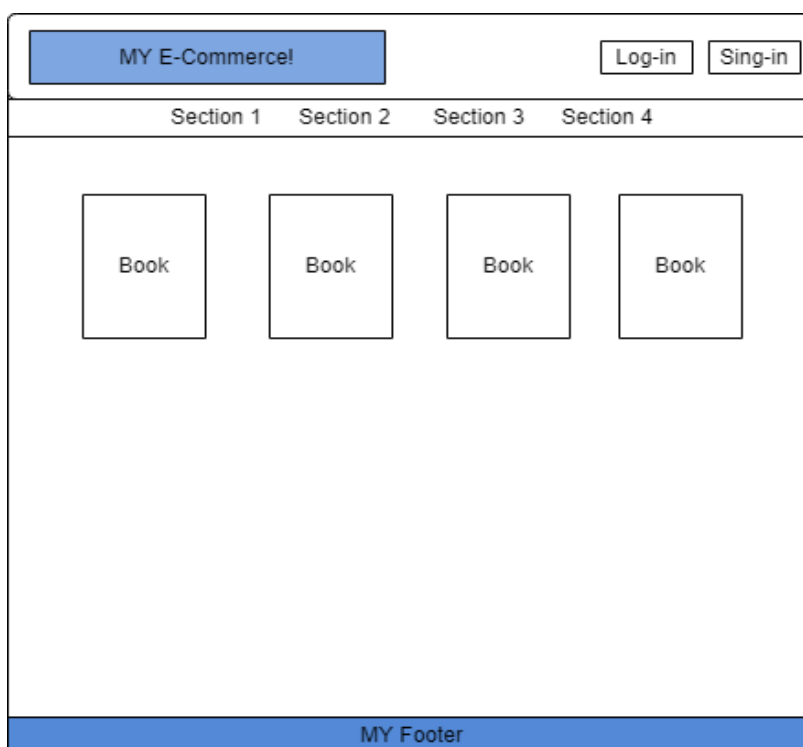 MY E-Commerce!
Log-in
Sing-in
Section 1 Section 2 Section 3 Section 4
Book Book Book Book
MY Footer